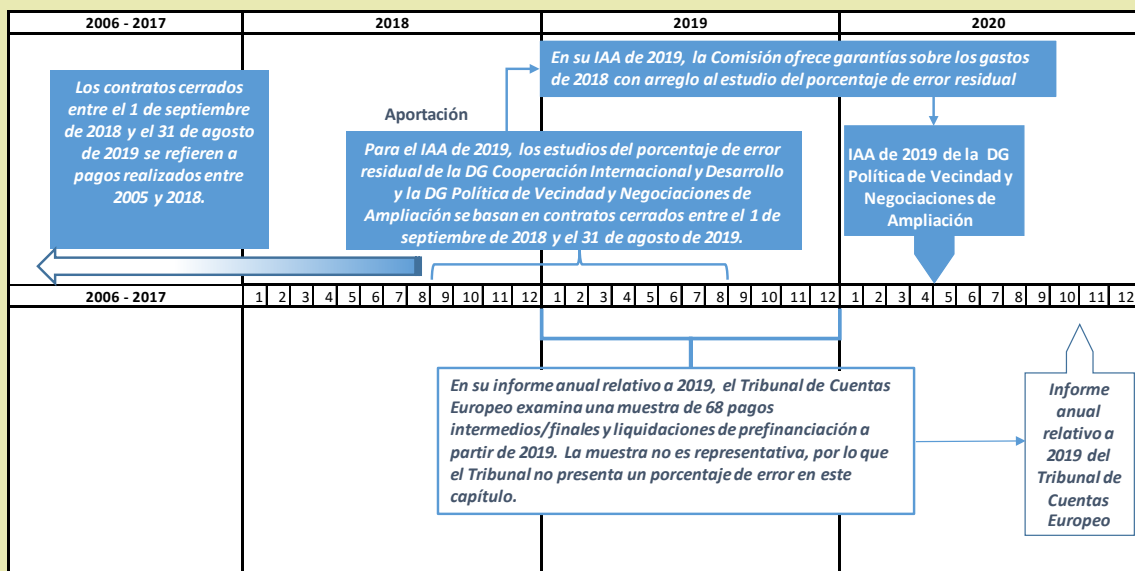 2006 - 2017 2018 2019 2020
En su IAA de 2019, la Comisión ofrece garantías sobre los gastos
de 2018 con arreglo al estudio del porcentaje de error residual
Los contratos cerrados
entre el 1 de septiembre
de 2018 y el 31 de agosto
de 2019 se refieren a
pagos realizados entre
2005 y 2018.
Aportación
Para el IAA de 2019, los estudios del porcentaje de error
residual de la DG Cooperación Internacional y Desarrollo
y la DG Política de Vecindad y Negociaciones de
Ampliación se basan en contratos cerrados entre el 1 de
septiembre de 2018 y el 31 de agosto de 2019.
IAA de 2019 de la DG
Política de Vecindad y
Negociaciones de
Ampliación
2006 - 2017 1 2 3 4 5 6 7 8 9 10 11 12 1 2 3 4 5 6 7 8 9 10 11 12 1 2 3 4 5 6 7 8 9 10 11 12
En su informe anual relativo a 2019, el Tribunal de Cuentas
Europeo examina una muestra de 68 pagos
intermedios/finales y liquidaciones de prefinanciación a
partir de 2019. La muestra no es representativa, por lo que
el Tribunal no presenta un porcentaje de error en este
capítulo.
Informe
anual
relativo a
2019 del
Tribunal de
Cuentas
Europeo